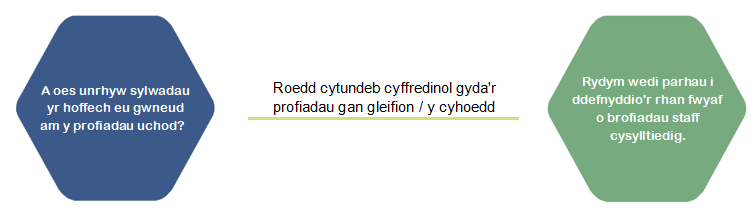 A oes unrhyw sylwadau
yr hoffech eu gwneud
am y profiadau uchod?
Roedd cytundeb cyffredinol gyda'r
profiadau gan gleifion / y cyhoedd
Rydym wedi parhau i
ddefnyddio'r rhan fwyaf
o brofiadau staff
cysylltiedig.